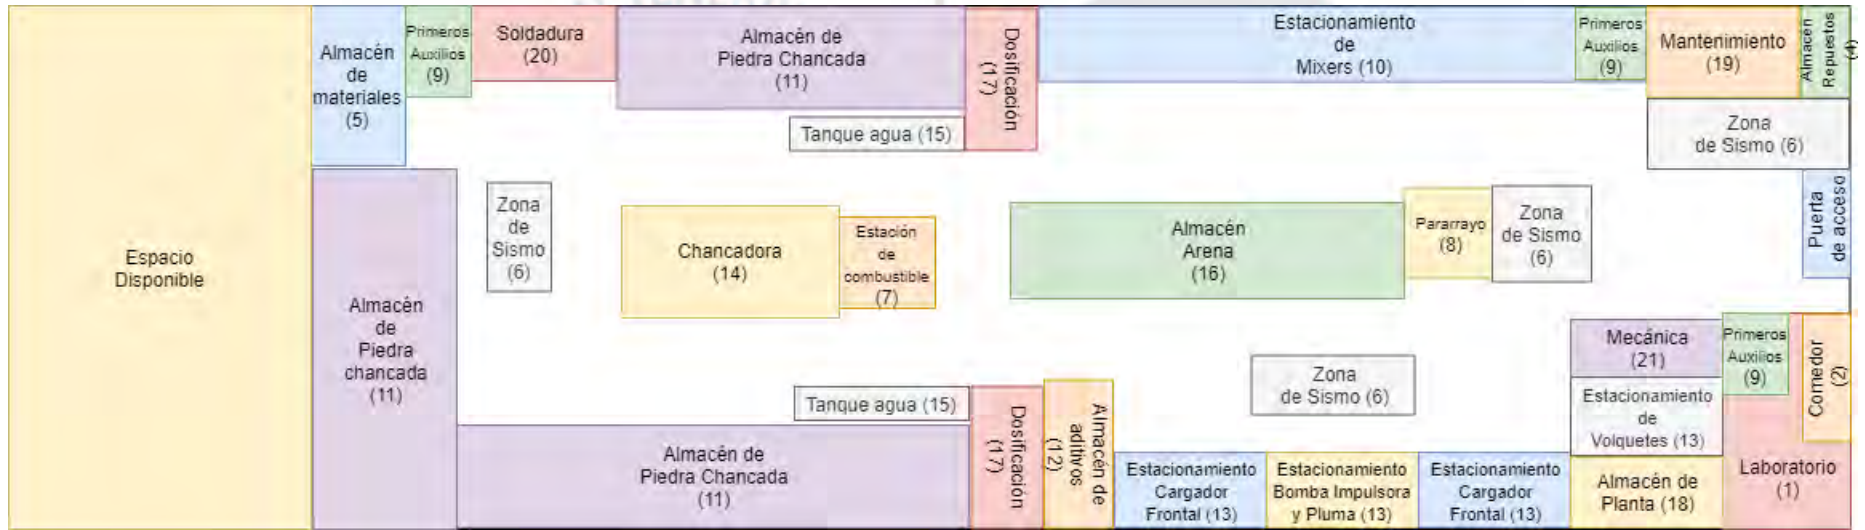 Espacio
Disponible
Almacén
de
materiales
(5)
Primeros
Auxilios
(9)
Soldadura
(20)
Almacén de
Piedra Chancada
(11)
Tanque agua (15)
Dosificación
(17)
Estacionamiento
de
Mixers (10)
Primeros
Auxilios
(9)
Mantenimiento
(19)
Almacén
Repuestos
(4)
Zona
de Sismo (6)
Puerta
de acceso
Almacén
de
Piedra
chancada
(11)
Zona
de
Sismo
(6)
Chancadora
(14)
Estación
de
combustible
(7)
Almacén
Arena
(16)
Pararrayo
(8)
Zona
de Sismo
(6)
Tanque agua (15)
Almacén de
Piedra Chancada
(11)
Dosificación
(17)
Almacén de
aditivos
(12)
Zona
de Sismo (6)
Estacionamiento
Cargador
Frontal (13)
Estacionamiento
Bomba Impulsora
y Pluma (13)
Estacionamiento
Cargador
Frontal (13)
Mecánica
(21)
Estacionamiento
de
Volquetes (13)
Almacén de
Planta (18)
Primeros
Auxilios
(9)
Comedor
(2)
Laboratorio
(1)